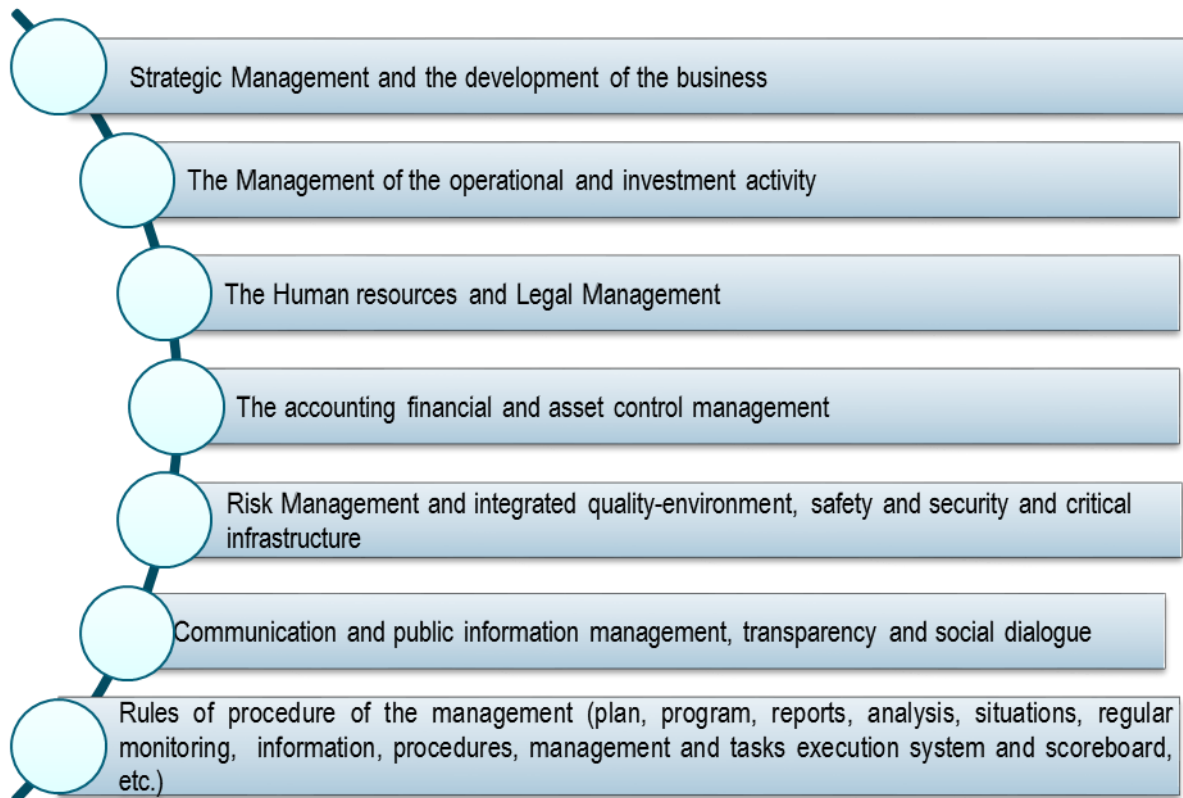 Strategic Management and the development of the business
The Management of the operational and investment activity
The Human resources and Legal Management
The accounting financial and asset control management
Risk Management and integrated quality-environment, safety and security and critical
infrastructure
Communication and public information management, transparency and social dialogue
Rules of procedure of the management (plan, program, reports, analysis, situations, regular
monitoring, information, procedures, management and tasks execution system and scoreboard,
etc.)